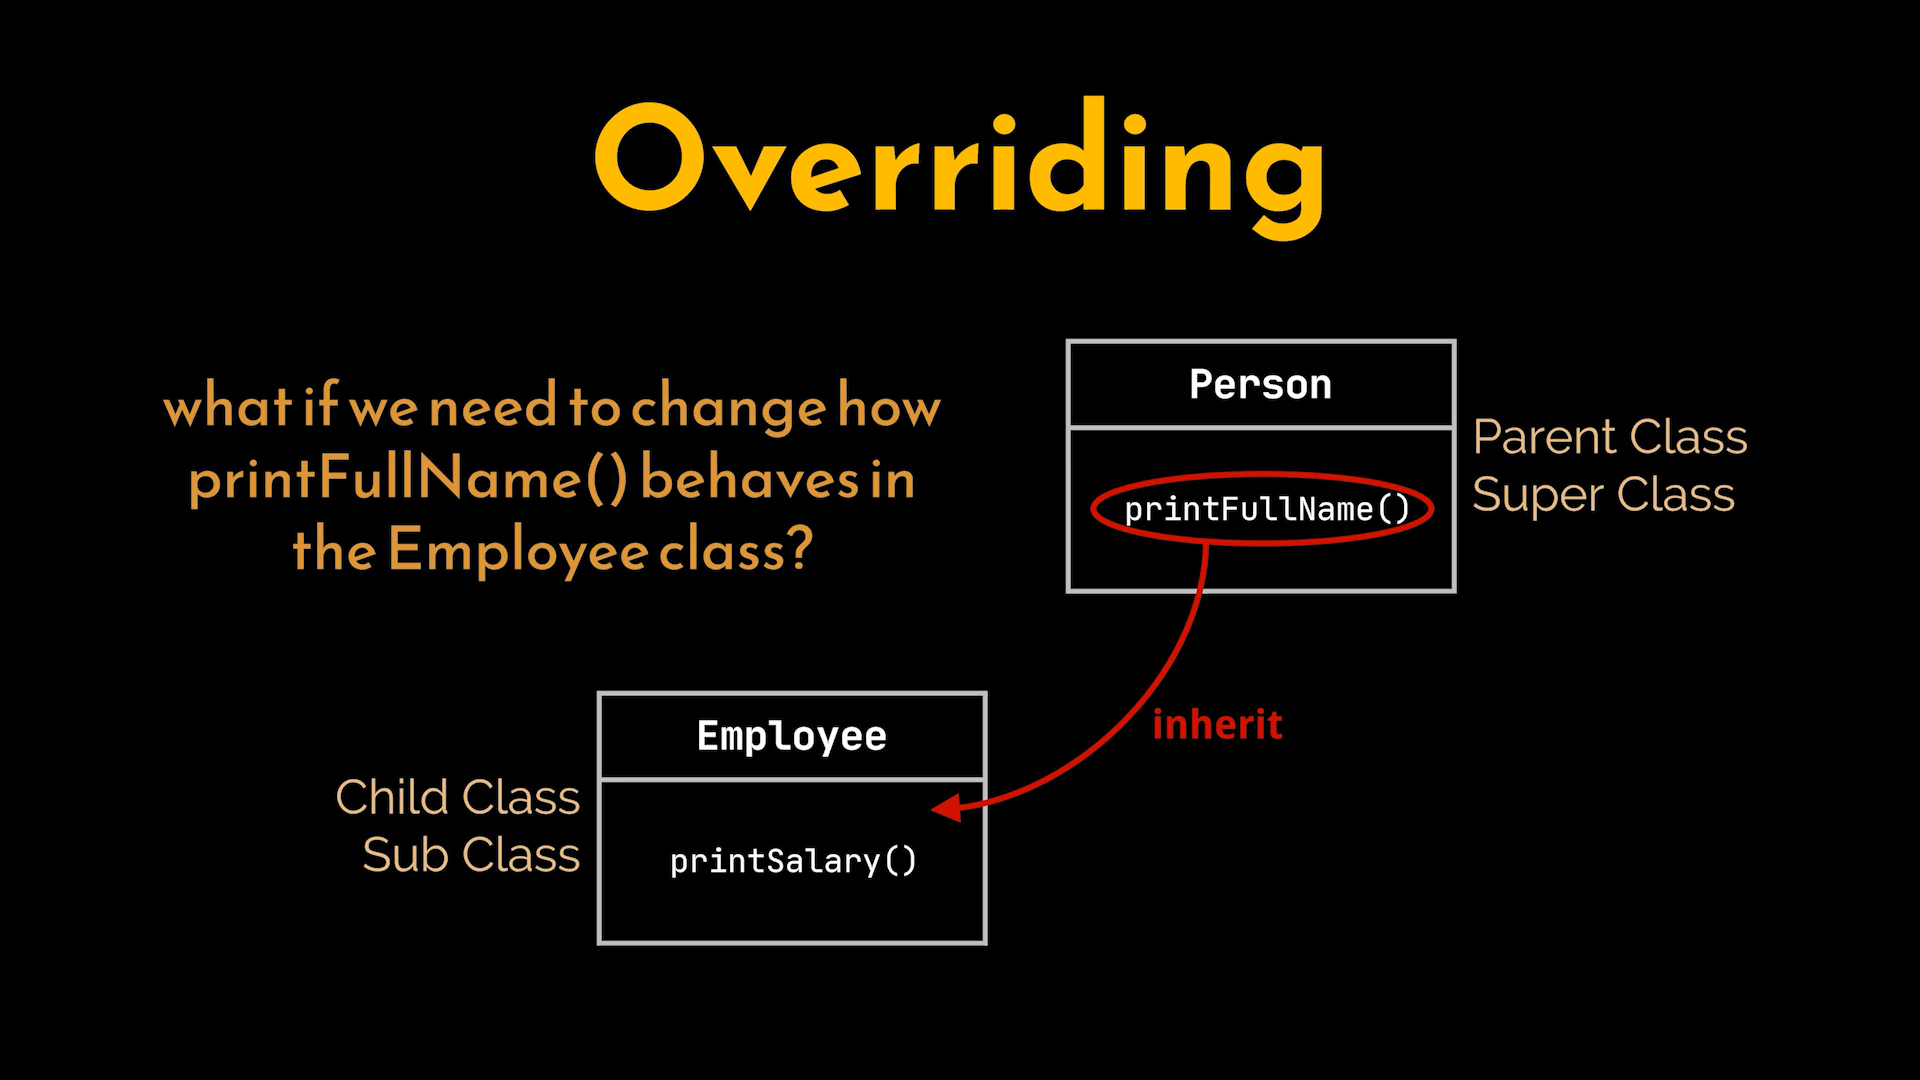 Overriding
what if we need to change how
printFullName() behaves in
the Employee class?
Person
printFullName()
Parent Class
Super Class
inherit
Employee
printSalary()
Child Class
Sub Class